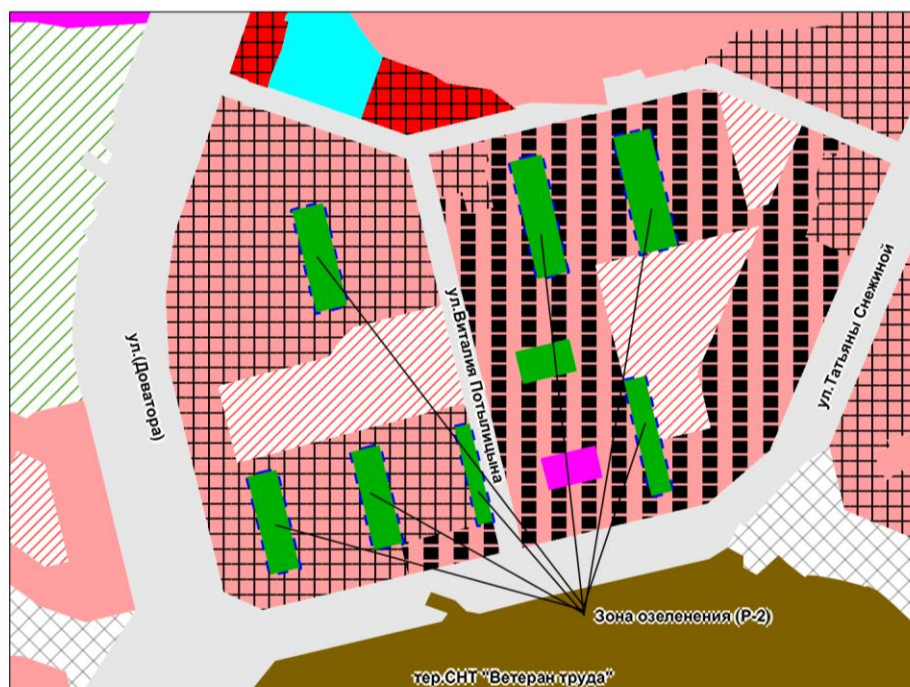 ул.(Доватора)
ул.Виталия Потылицына
ул.Татьяны Снежиной
Зона озеленения (Р-2)
тер.СНТ "Ветеран труда"